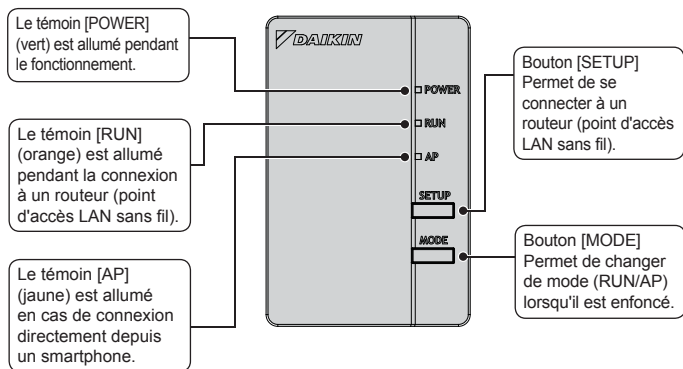 Le témoin [POWER]
(vert) est allumé pendant
le fonctionnement.
Le témoin [RUN]
(orange) est allumé
pendant la connexion
à un routeur (point
d'accès LAN sans fil).
Le témoin [AP]
(jaune) est allumé
en cas de connexion
directement depuis
un smartphone.
DAIKIN
POWER
RUN
AP
SETUP
MODE
Bouton [SETUP]
Permet de se
connecter à un
routeur (point d'accès
LAN sans fil).
Bouton [MODE]
Permet de changer
de mode (RUN/AP)
lorsqu'il est enfoncé.